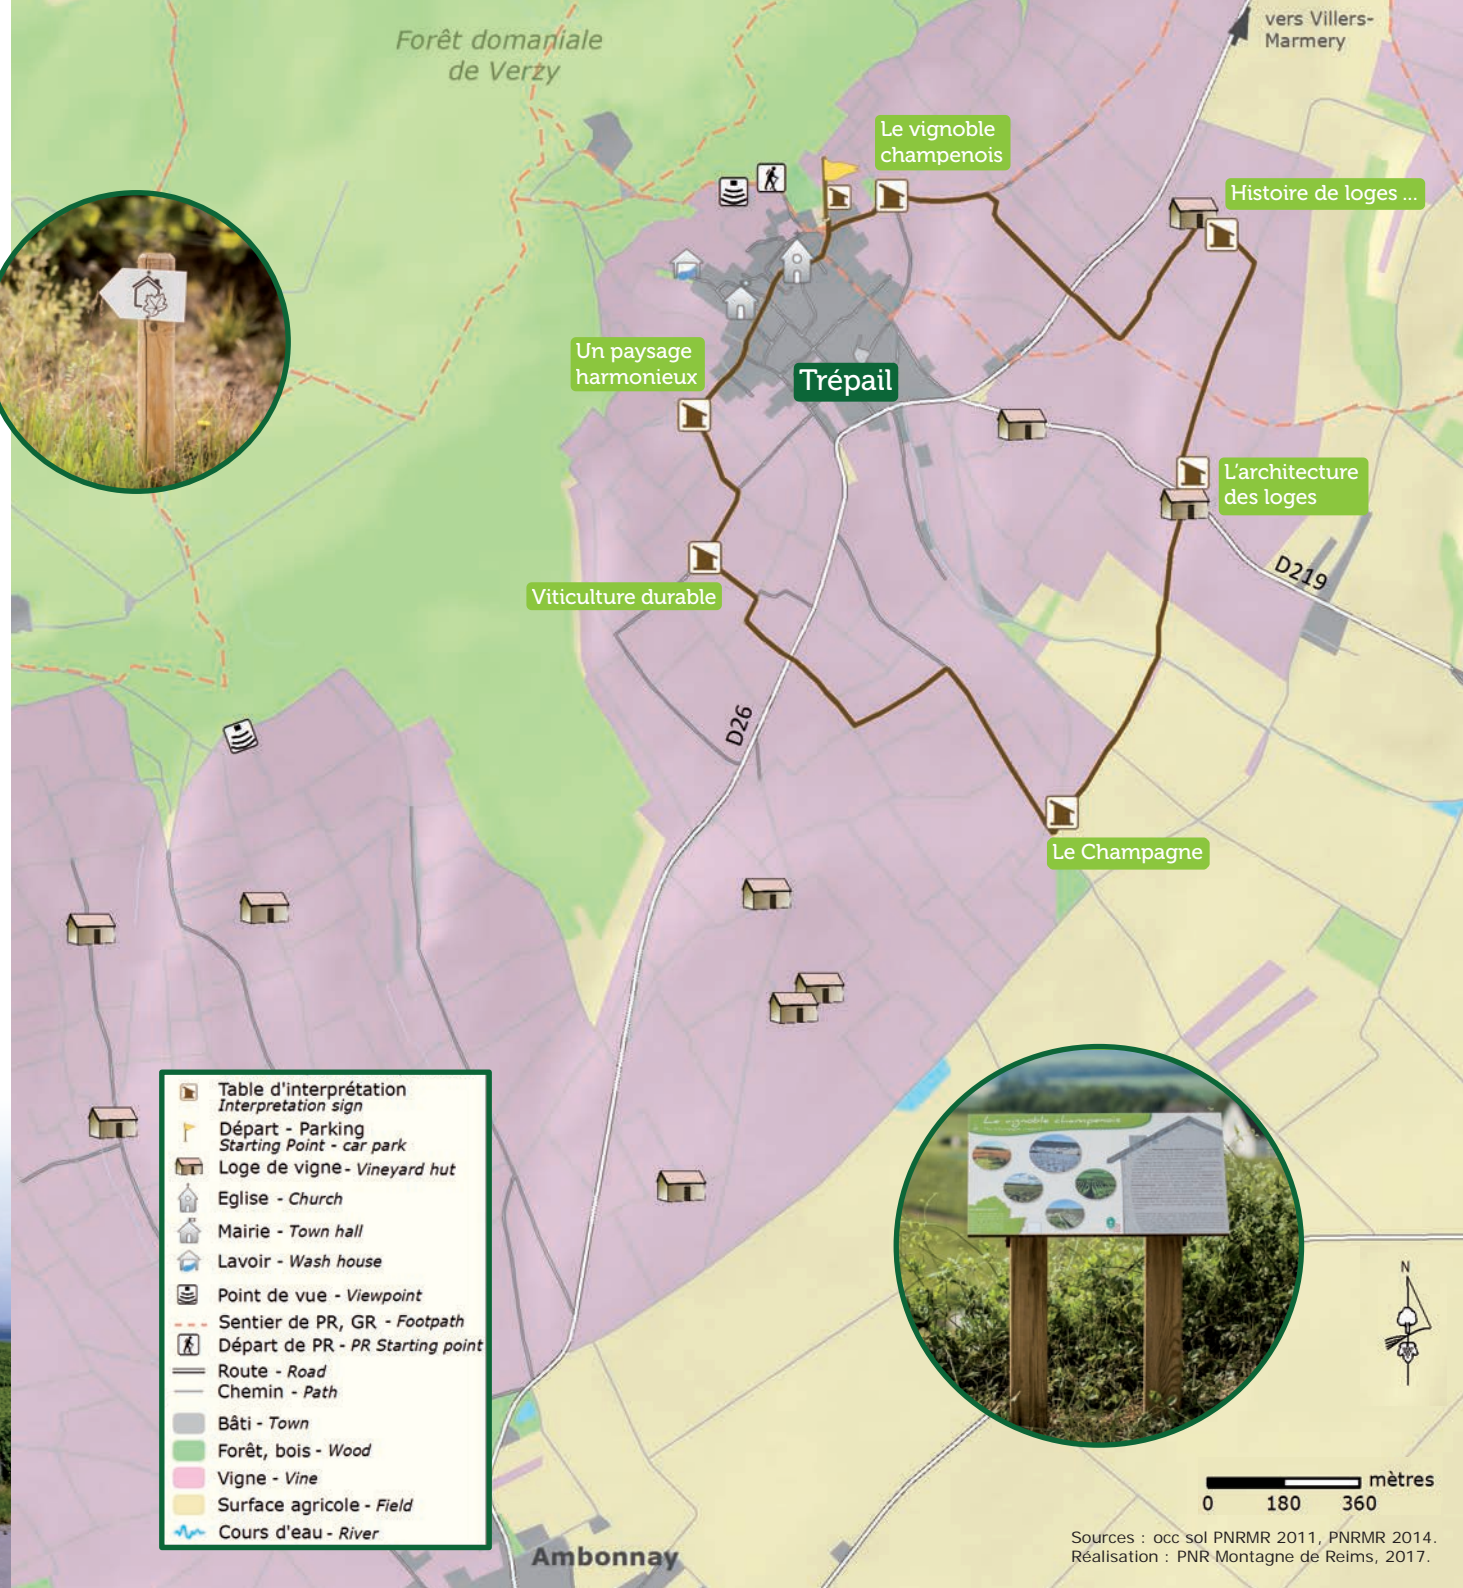 Forêt domaniale
de Verzy
vers Villers-
Marmery
Le vignoble
champenois
Histoire de loges ...
Un paysage
harmonieux
Trépail
L'architecture
des loges
Viticulture durable
D219
D26
Le Champagne
Table d'interprétation
Interpretation sign
Départ - Parking
Starting Point - car park
Loge de vigne - Vineyard hut
Eglise - Church
Mairie - Town hall
Lavoir - Wash house
Point de vue - Viewpoint
Sentier de PR, GR - Footpath
Départ de PR - PR Starting point
Route - Road
Chemin - Path
Bâti - Town
Forêt, bois - Wood
Vigne - Vine
Surface agricole - Field
Cours d'eau - River
Le vignoble champenois
N
mètres
0 180 360
Ambonnay
Sources : occ sol PNRMR 2011, PNRMR 2014.
Réalisation : PNR Montagne de Reims, 2017.